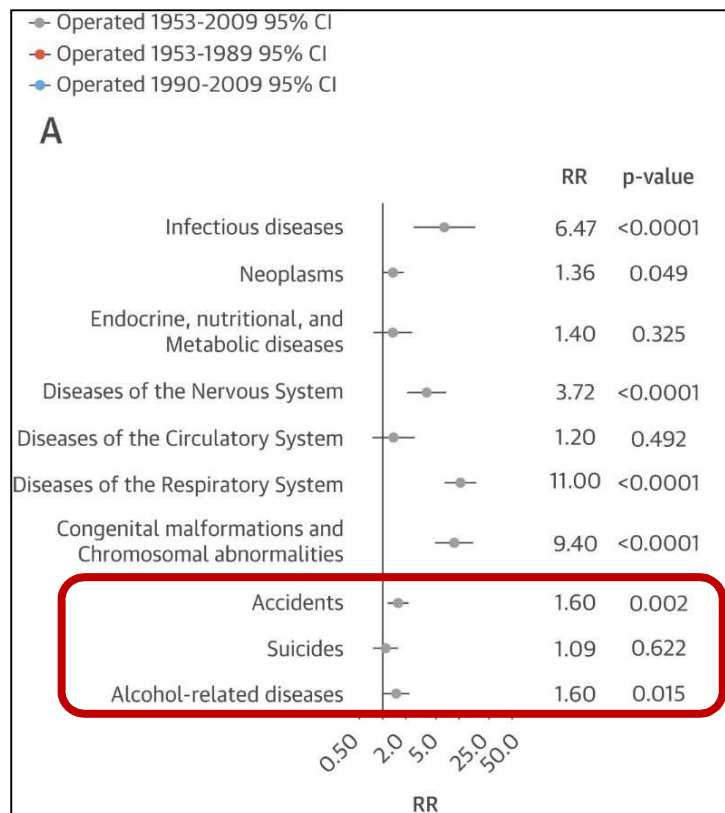 Operated 1953-2009 95% CI
Operated 1953-1989 95% CI
Operated 1990-2009 95% CI
A
RR p-value
Infectious diseases 6.47 <0.0001
Neoplasms 1.36 0.049
Endocrine, nutritional, and
Metabolic diseases 1.40 0.325
Diseases of the Nervous System 3.72 <0.0001
Diseases of the Circulatory System 1.20 0.492
Diseases of the Respiratory System 11.00 <0.0001
Congenital malformations and
Chromosomal abnormalities 9.40 <0.0001
Accidents 1.60 0.002
Suicides 1.09 0.622
Alcohol-related diseases 1.60 0.015
0.50 2.0 5.0 25.0 50.0
RR